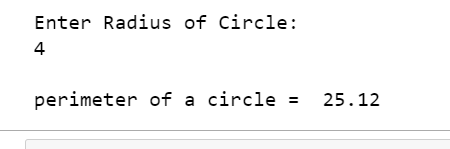 Enter Radius of Circle:
4
perimeter of a circle =  25.12